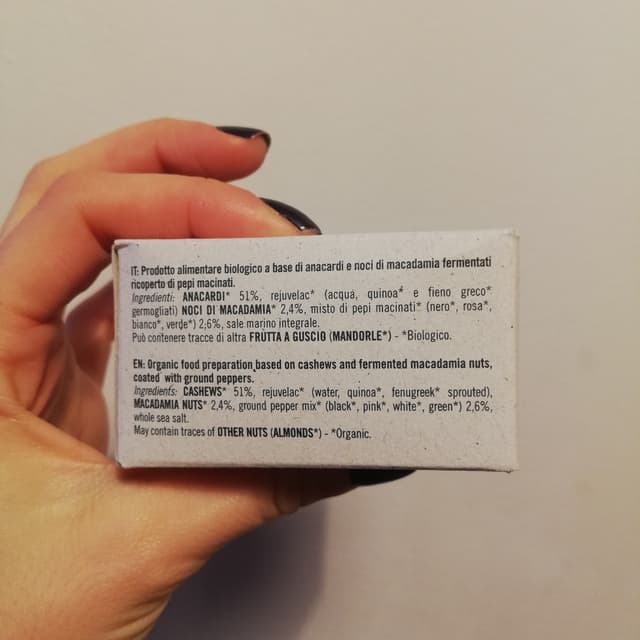 IT: Prodotto alimentare biologico a base di anacardi e noci di macadamia fermentati
ricoperto di pepi macinati.
Ingredienti: ANACARDI* 51%, rejuvelac* (acqua, quinoa* e fieno greco*
germogliati) NOCI DI MACADAMIA* 2,4%, misto di pepi macinati* (nero*, rosa*,
bianco*, verde*) 2,6%, sale marino integrale.
Può contenere tracce di altra FRUTTA A GUSCIO (MANDORLE*) - *Biologico.
EN: Organic food preparation based on cashews and fermented macadamia nuts,
coated with ground peppers.
Ingredients: CASHEWS* 51%, rejuvelac* (water, quinoa*, fenugreek* sprouted),
MACADAMIA NUTS* 2,4%, ground pepper mix* (black*, pink*, white*, green*) 2,6%,
whole sea salt.
May contain traces of OTHER NUTS (ALMONDS*) - *Organic.